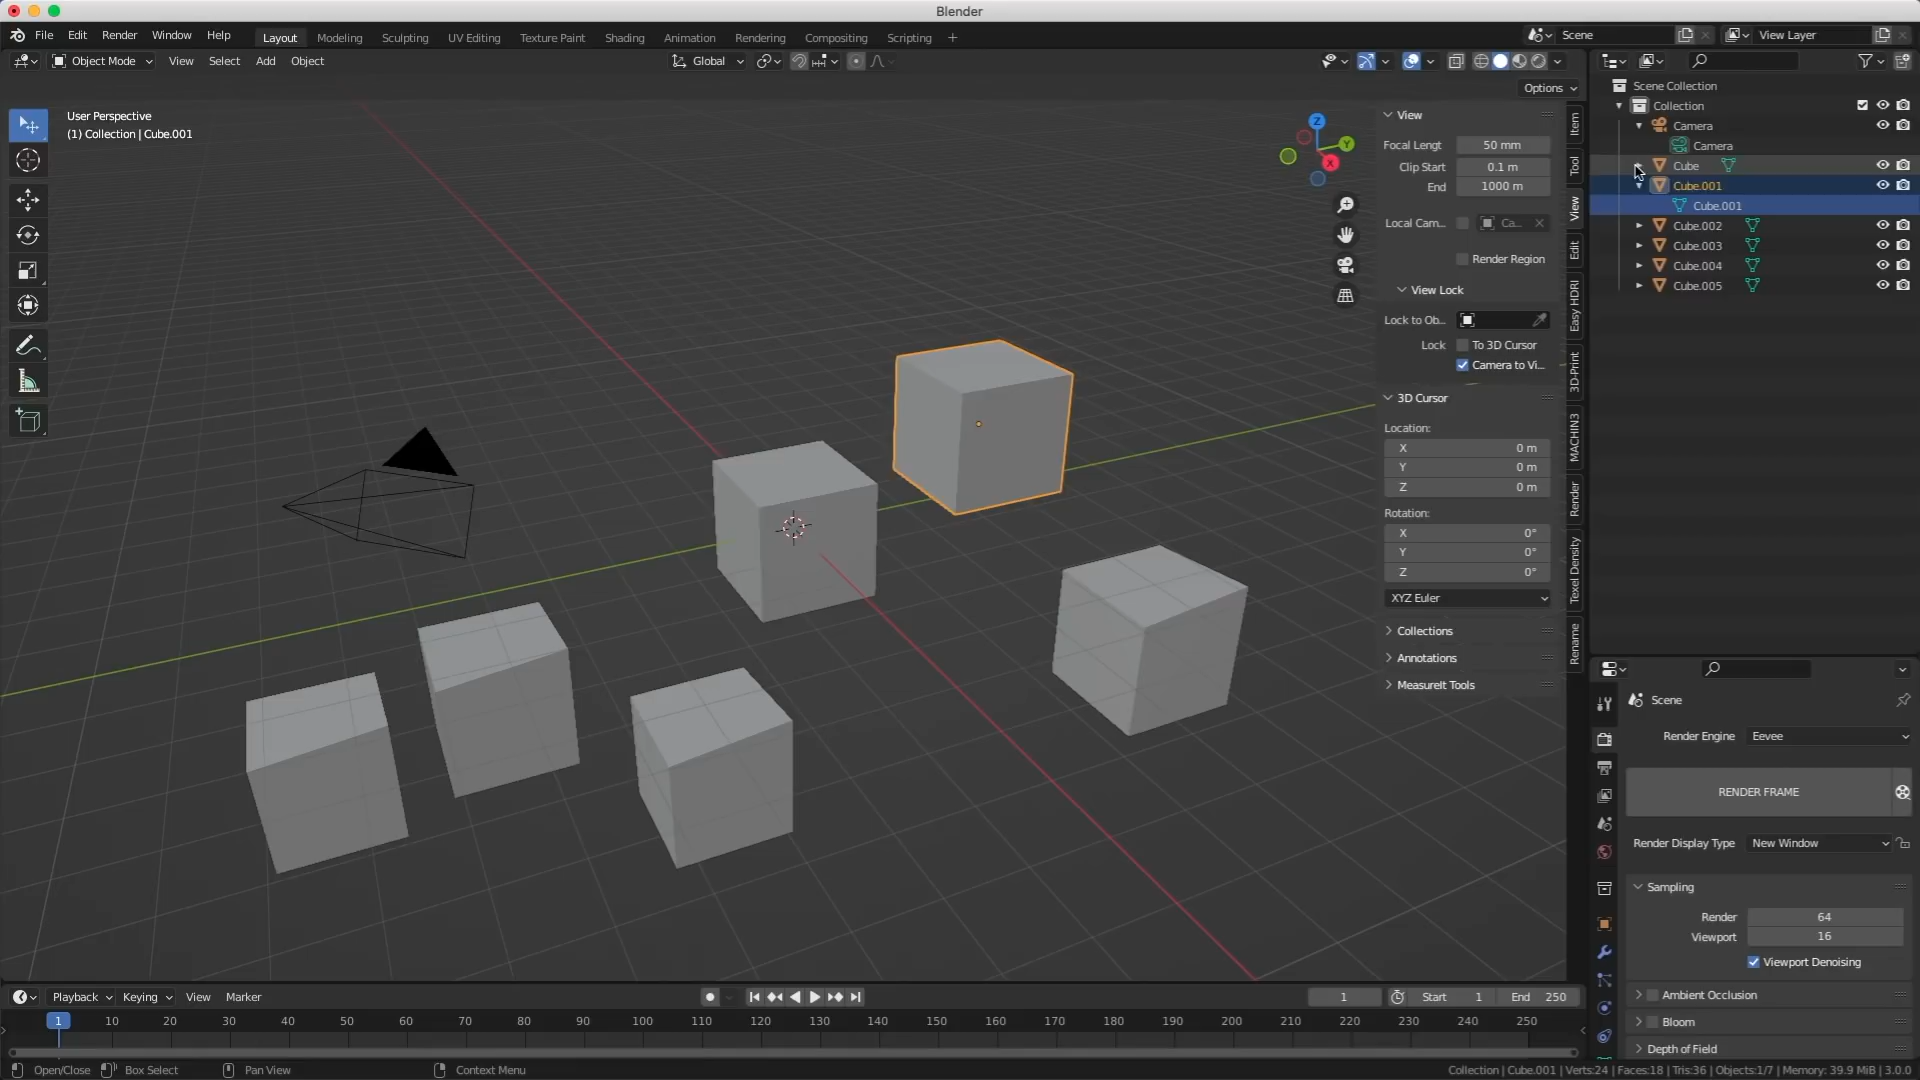 Blender
File Edit Render Window Help
Layout Modeling Sculpting UV Editing Texture Paint Shading Animation Rendering Compositing Scripting +
Scene
View Layer
Object Mode View Select Add Object
Global
Options
User Perspective
(1) Collection | Cube.001
Z
Y
X
View
Focal Lengt 50 mm
Clip Start 0.1 m
End 1000 m
Local Cam... Ca...
Render Region
View Lock
Lock to Ob...
Lock To 3D Cursor
Camera to Vi...
3D Cursor
Location:
X 0 m
Y 0 m
Z 0 m
Rotation:
X 0°
Y 0°
Z 0°
XYZ Euler
Collections
Annotations
MeasureIt Tools
Item
Tool
View
Edit
Easy HDRI
3D-Print
MACHIN3
Render
Texel Density
Rename
Scene Collection
Collection
Camera
Camera
Cube
Cube.001
Cube.001
Cube.002
Cube.003
Cube.004
Cube.005
Scene
Render Engine Eevee
RENDER FRAME
Render Display Type New Window
Sampling
Render 64
Viewport 16
Viewport Denoising
Ambient Occlusion
Bloom
Depth of Field
Playback Keying View Marker
1 Start 1 End 250
1 10 20 30 40 50 60 70 80 90 100 110 120 130 140 150 160 170 180 190 200 210 220 230 240 250
Open/Close Box Select Pan View Context Menu
Collection | Cube.001 | Verts:24 | Faces:18 | Tris:36 | Objects:1/7 | Memory: 39.9 MiB | 3.0.0